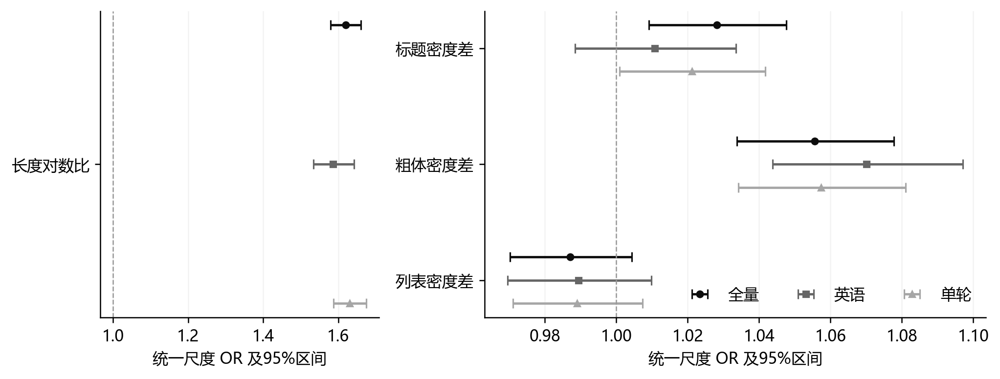 长度对数比
1.0 1.2 1.4 1.6
统一尺度 OR 及95%区间
标题密度差
粗体密度差
列表密度差
全量 英语 单轮
0.98 1.00 1.02 1.04 1.06 1.08 1.10
统一尺度 OR 及95%区间